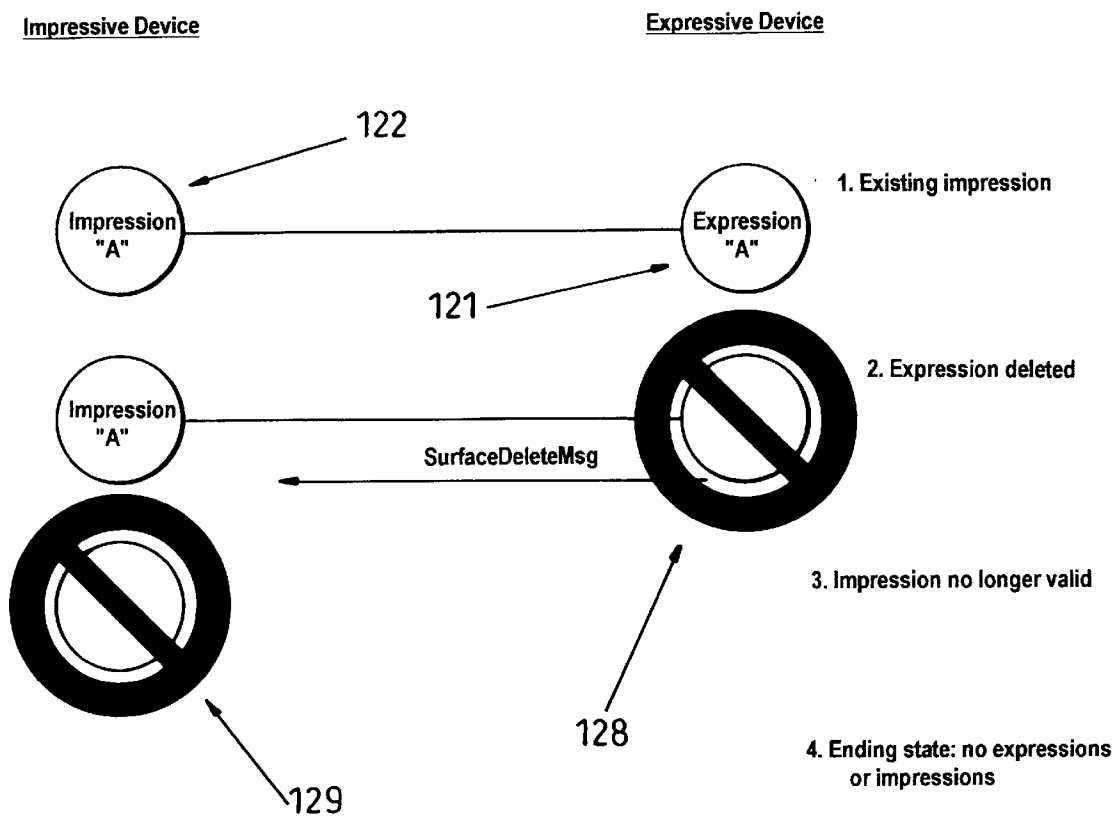 Impressive Device
Expressive Device
122
Impression
"A"
Expression
"A"
1. Existing impression
121
Impression
"A"
2. Expression deleted
SurfaceDeleteMsg
3. Impression no longer valid
128
129
4. Ending state: no expressions
or impressions